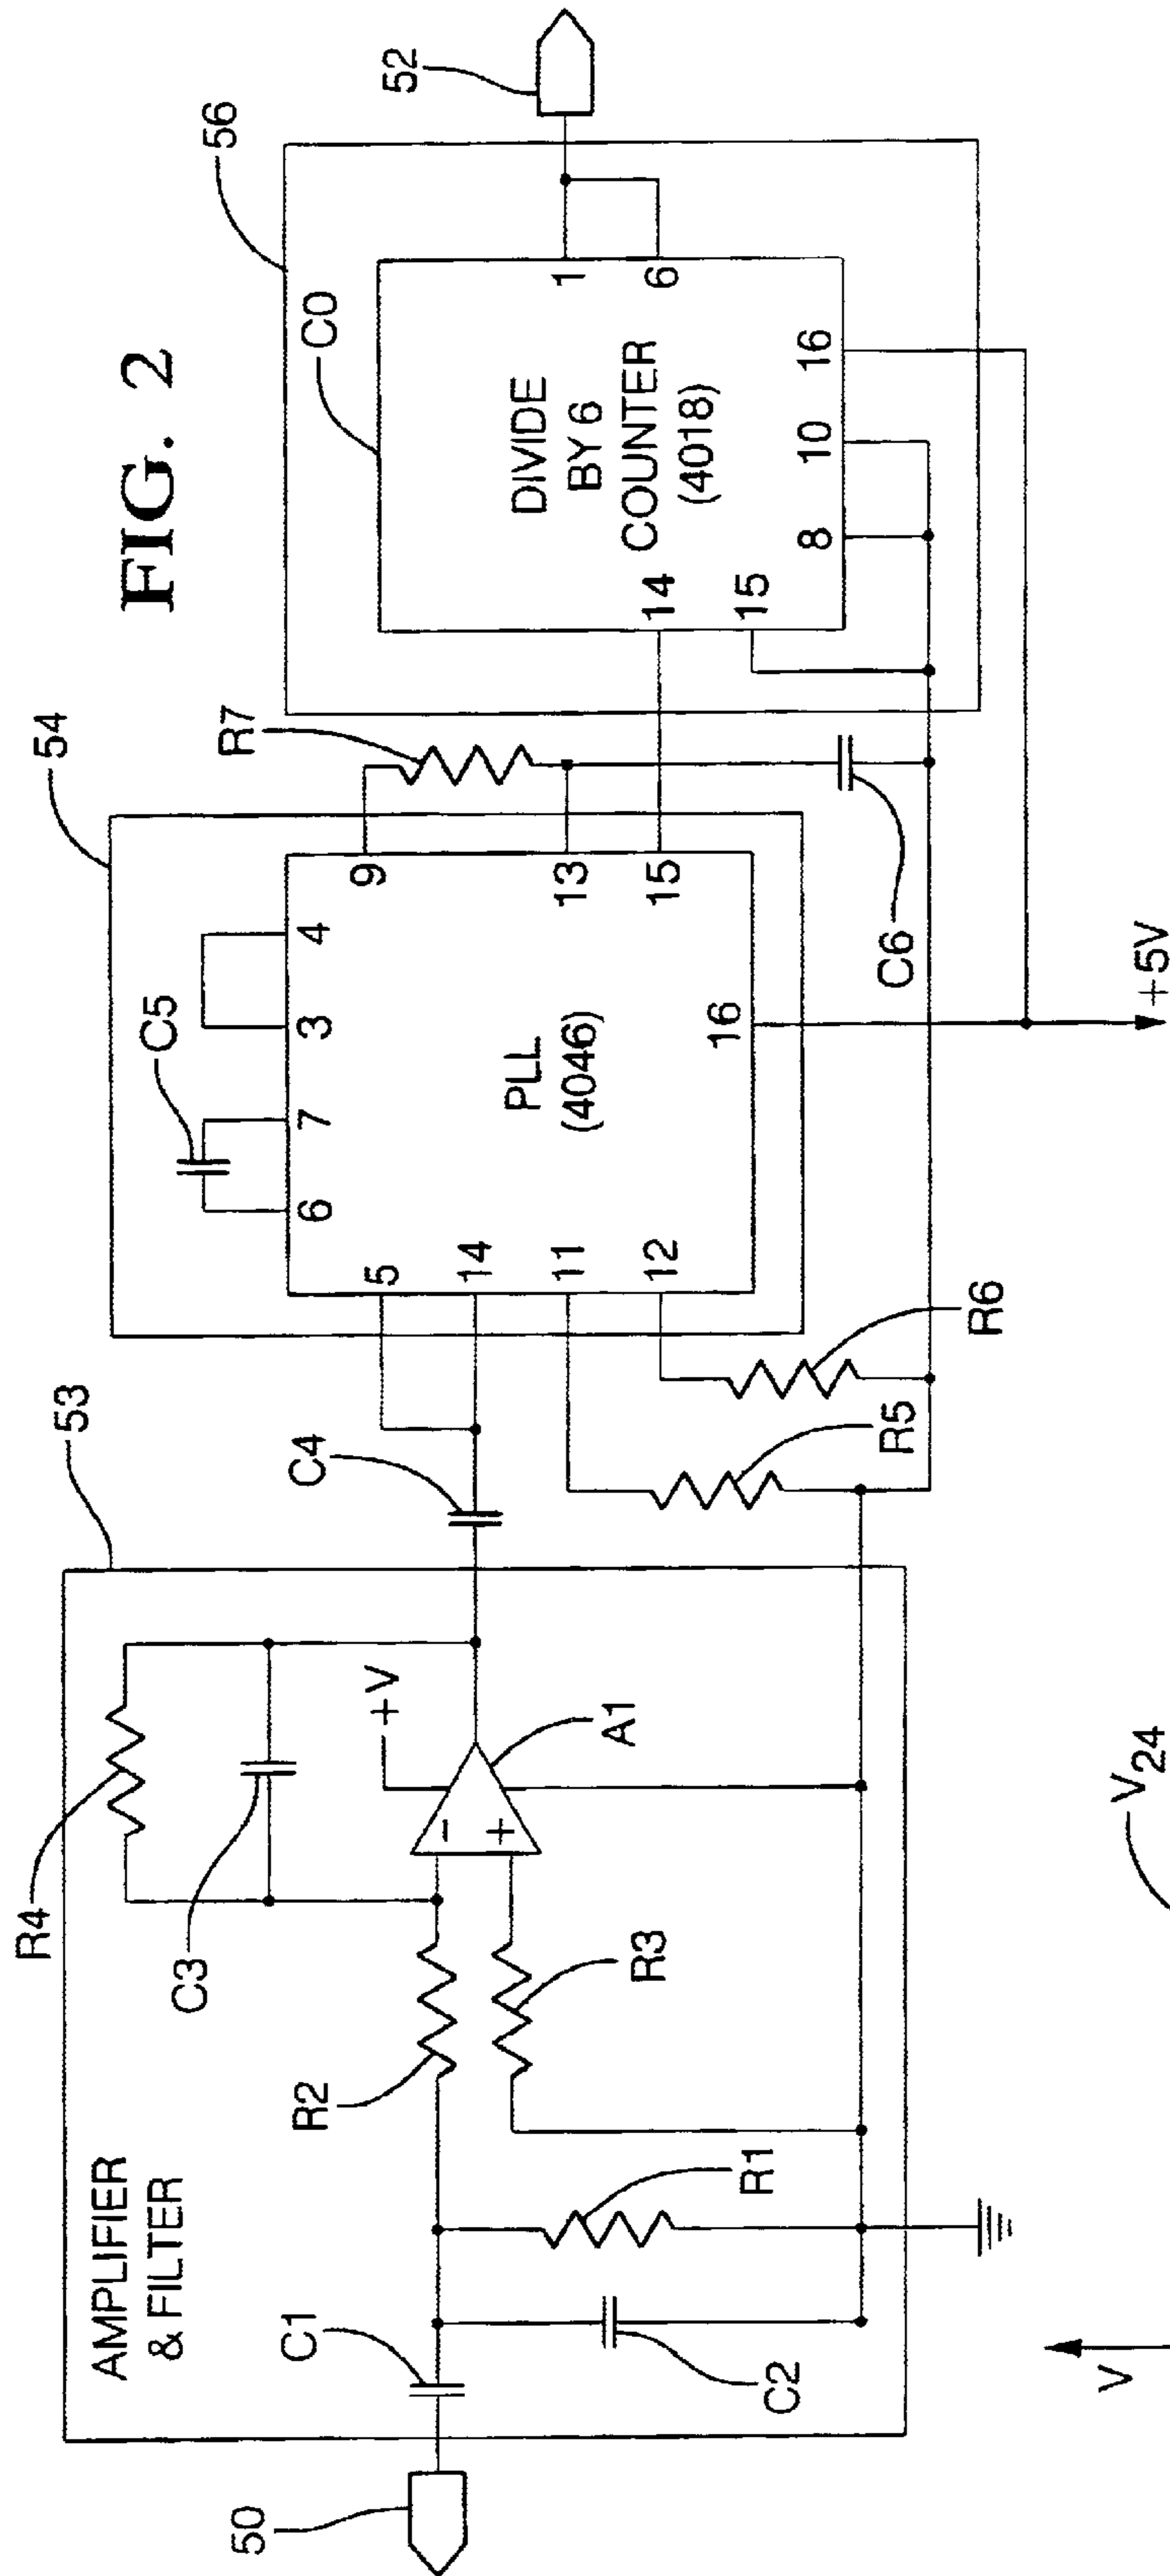 FIG. 2
AMPLIFIER
& FILTER
50
C1
C2
R1
R2
R3
R4
C3
+V
−
+
A1
53
C4
R5
R6
54
C5
5
14
11
12
6
7
3
4
PLL
(4046)
16
9
13
15
R7
C6
+5V
56
C0
14
15
DIVIDE
BY 6
COUNTER
(4018)
8
10
16
1
6
52
V
V24